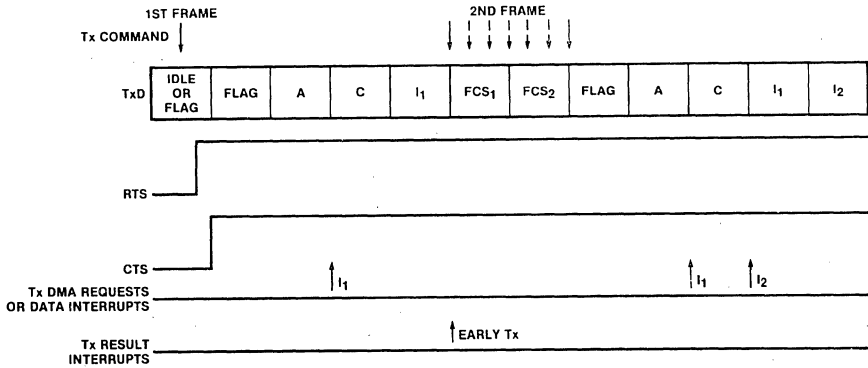 1ST FRAME
Tx COMMAND
2ND FRAME
TxD
IDLE
OR
FLAG
FLAG
A
C
I1
FCS1
FCS2
FLAG
A
C
I1
I2
RTS
CTS
I1
I1
I2
Tx DMA REQUESTS
OR DATA INTERRUPTS
EARLY Tx
Tx RESULT
INTERRUPTS